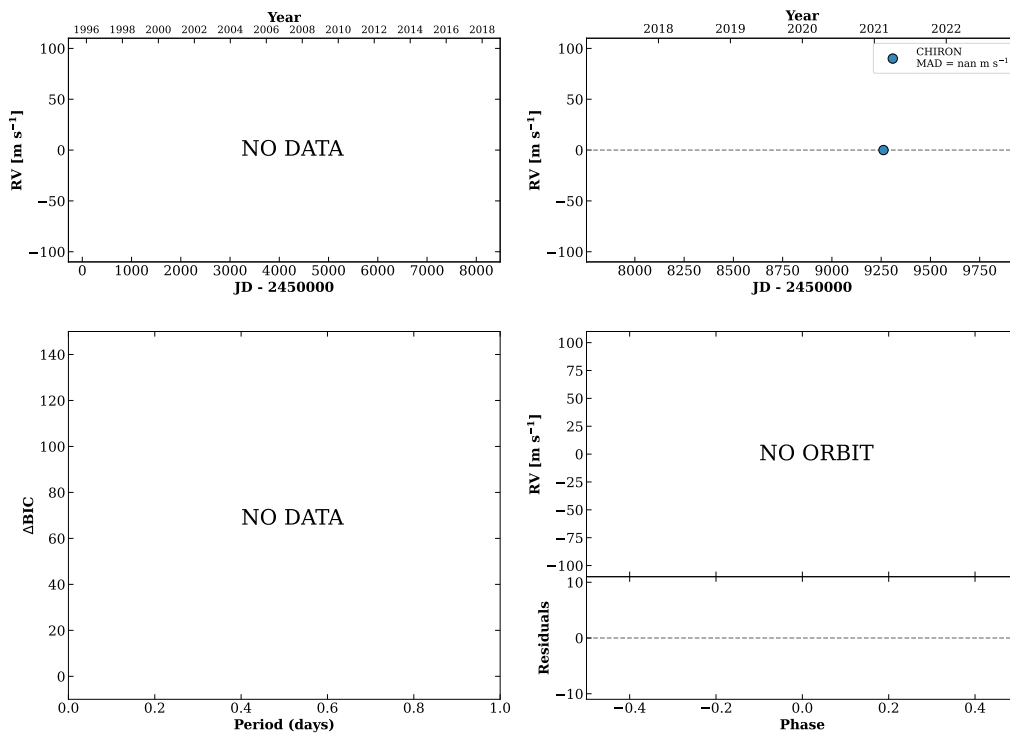 Year
1996 1998 2000 2002 2004 2006 2008 2010 2012 2014 2016 2018
100
50
0
−50
−100
RV [m s⁻¹]
NO DATA
0 1000 2000 3000 4000 5000 6000 7000 8000
JD - 2450000
Year
2018 2019 2020 2021 2022
CHIRON
MAD = nan m s⁻¹
100
50
0
−50
−100
RV [m s⁻¹]
8000 8250 8500 8750 9000 9250 9500 9750
JD - 2450000
140
120
100
80
60
40
20
0
ΔBIC
NO DATA
0.0 0.2 0.4 0.6 0.8 1.0
Period (days)
100
75
50
25
0
−25
−50
−75
−100
RV [m s⁻¹]
NO ORBIT
10
0
−10
Residuals
−0.4 −0.2 0.0 0.2 0.4
Phase